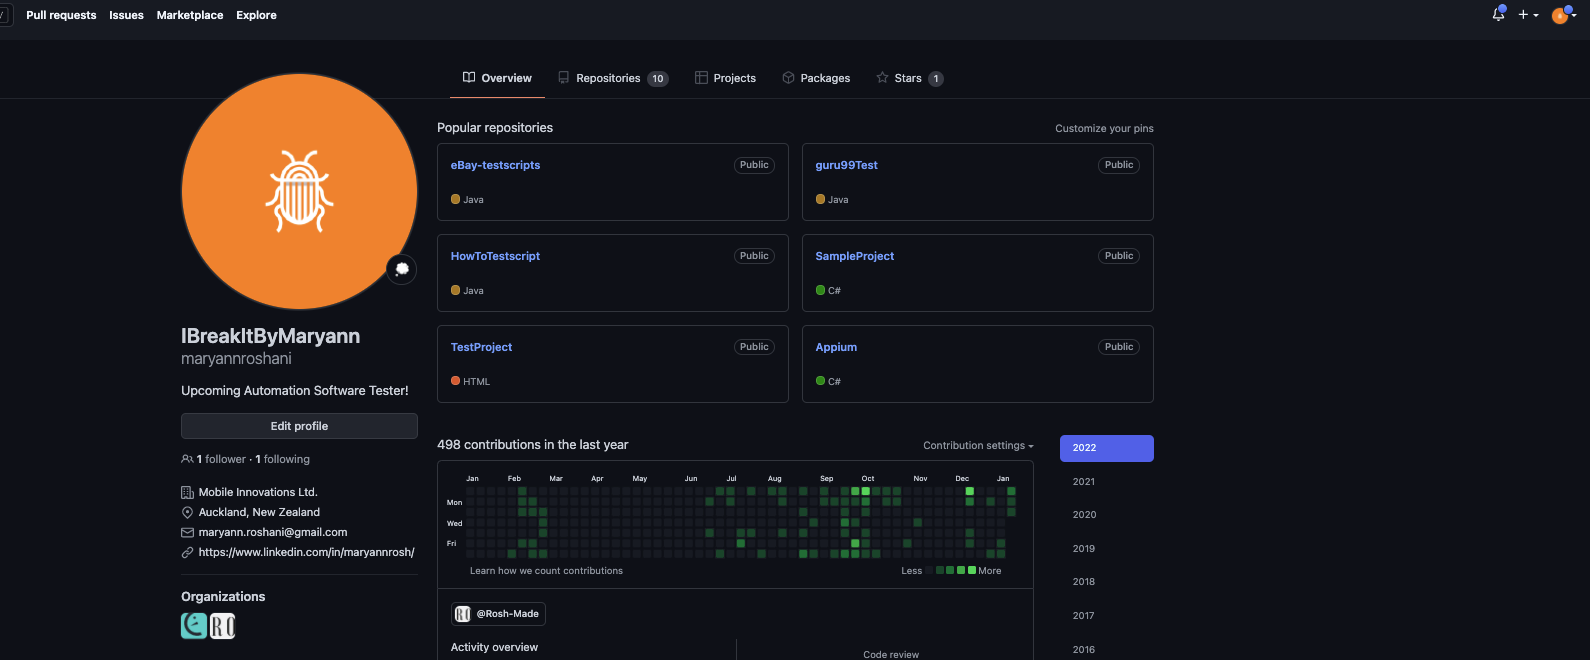 Pull requests Issues Marketplace Explore
Overview Repositories 10 Projects Packages Stars 1
IBreakItByMaryann
maryannroshani
Upcoming Automation Software Tester!
Edit profile
1 follower · 1 following
Mobile Innovations Ltd.
Auckland, New Zealand
maryann.roshani@gmail.com
https://www.linkedin.com/in/maryannrosh/
Organizations
RO
Popular repositories
Customize your pins
eBay-testscripts Public
Java
guru99Test Public
Java
HowToTestscript Public
Java
SampleProject Public
C#
TestProject Public
HTML
Appium Public
C#
498 contributions in the last year
Contribution settings
Jan Feb Mar Apr May Jun Jul Aug Sep Oct Nov Dec Jan
Mon
Wed
Fri
Learn how we count contributions
Less More
RO @Rosh-Made
Activity overview
Code review
2022
2021
2020
2019
2018
2017
2016